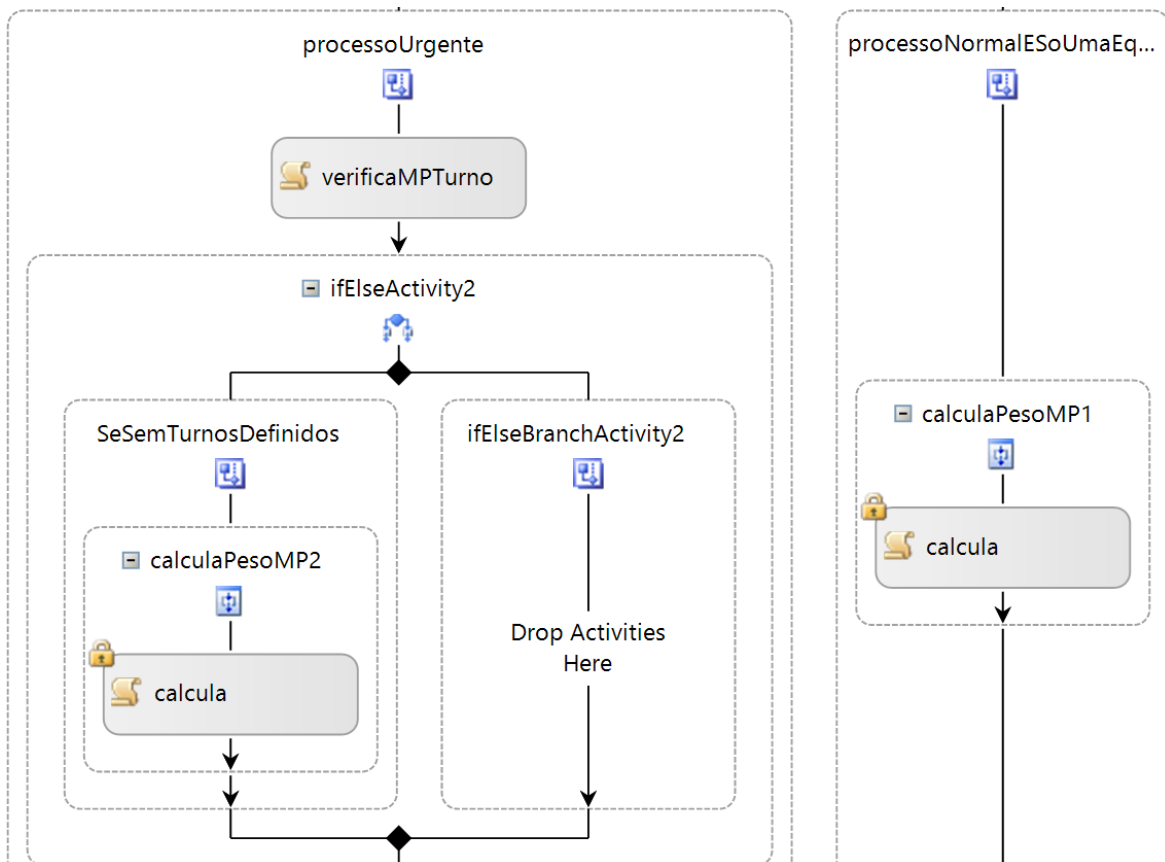 processoUrgente
processoNormalESoUmaEq...
verificaMPTurno
ifElseActivity2
calculaPesoMP1
SeSemTurnosDefinidos
ifElseBranchActivity2
calcula
calculaPesoMP2
Drop Activities
Here
calcula